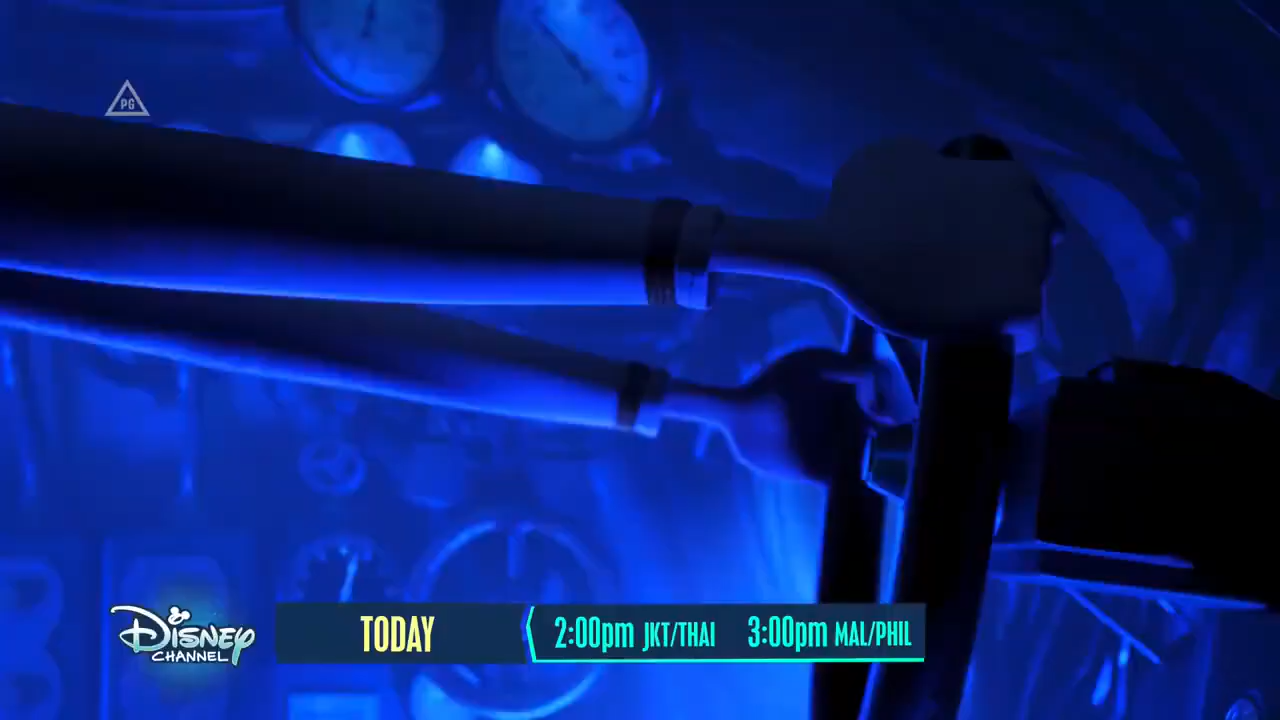 PG
DISNEY
CHANNEL
TODAY
2:00pm JKT/THAI 3:00pm MAL/PHIL